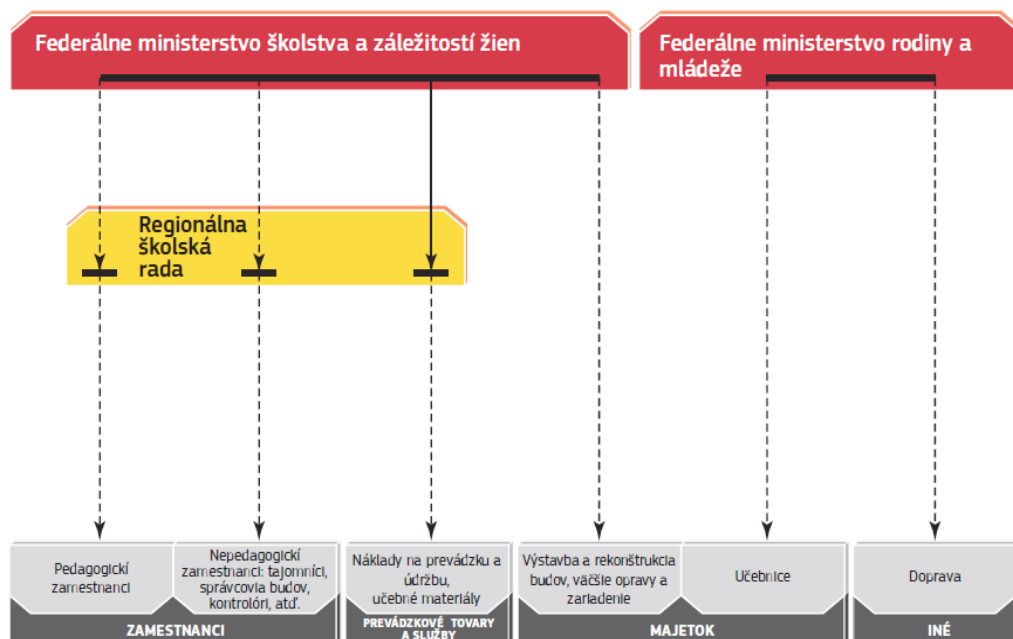 Federálne ministerstvo školstva a záležitostí žien
Federálne ministerstvo rodiny a
mládeže
Regionálna
školská
rada
Pedagogickí
zamestnanci
Nepedagogickí
zamestnanci: tajomníci,
správcovia budov,
kontrolóri, atď.
Náklady na prevádzku a
údržbu,
učebné materiály
Výstavba a rekonštrukcia
budov, väčšie opravy a
zariadenie
Učebnice
Doprava
ZAMESTNANCI
PREVÁDZKOVÉ TOVARY
A SLUŽBY
MAJETOK
INÉ